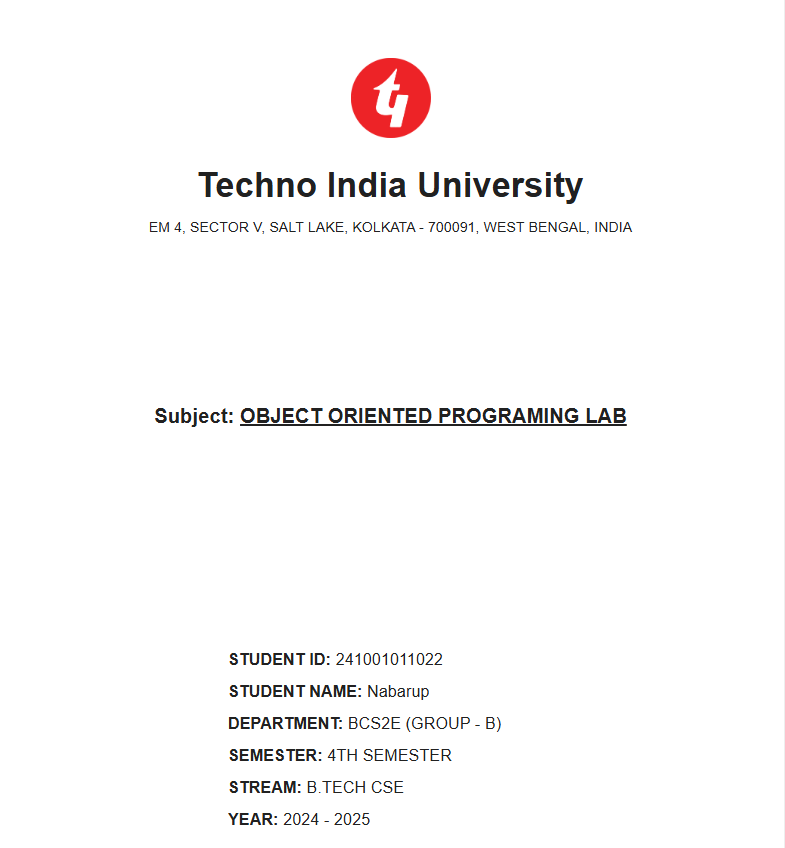 Techno India University
EM 4, SECTOR V, SALT LAKE, KOLKATA - 700091, WEST BENGAL, INDIA
Subject: OBJECT ORIENTED PROGRAMING LAB
STUDENT ID: 241001011022
STUDENT NAME: Nabarup
DEPARTMENT: BCS2E (GROUP - B)
SEMESTER: 4TH SEMESTER
STREAM: B.TECH CSE
YEAR: 2024 - 2025